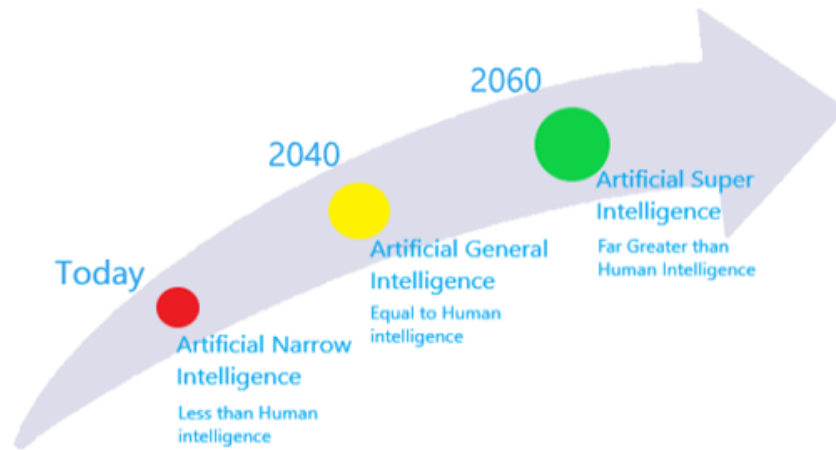 2060
2040
Today
Artificial Super
Intelligence
Far Greater than
Human Intelligence
Artificial General
Intelligence
Equal to Human
intelligence
Artificial Narrow
Intelligence
Less than Human
intelligence